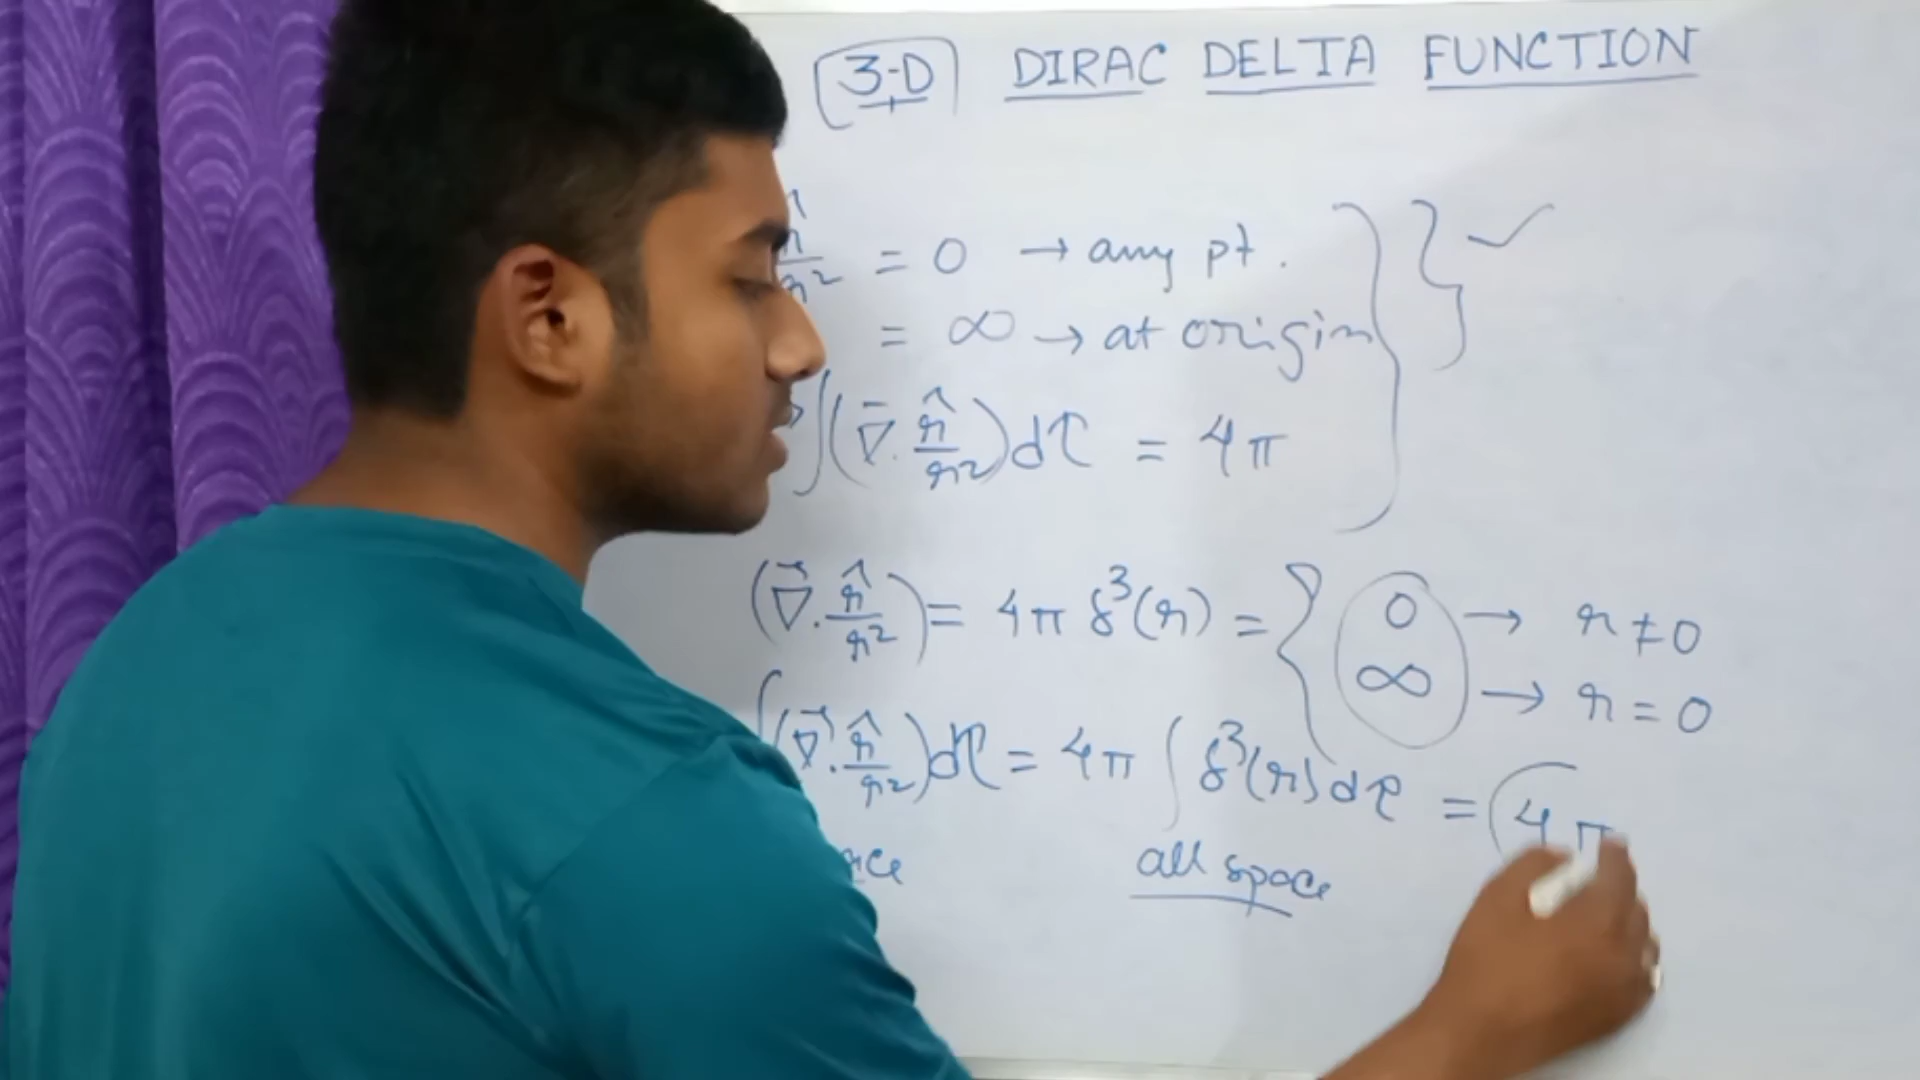 3-D DIRAC DELTA FUNCTION
r̂/r² = 0 → any pt.
= ∞ → at origin
∫(∇⃗.r̂/r²)dτ = 4π
(∇⃗.r̂/r²) = 4π δ³(r) = { 0 → r≠0
∞ → r=0
∫(∇⃗.r̂/r²)dτ = 4π ∫ δ³(r)dτ = 4π
all space